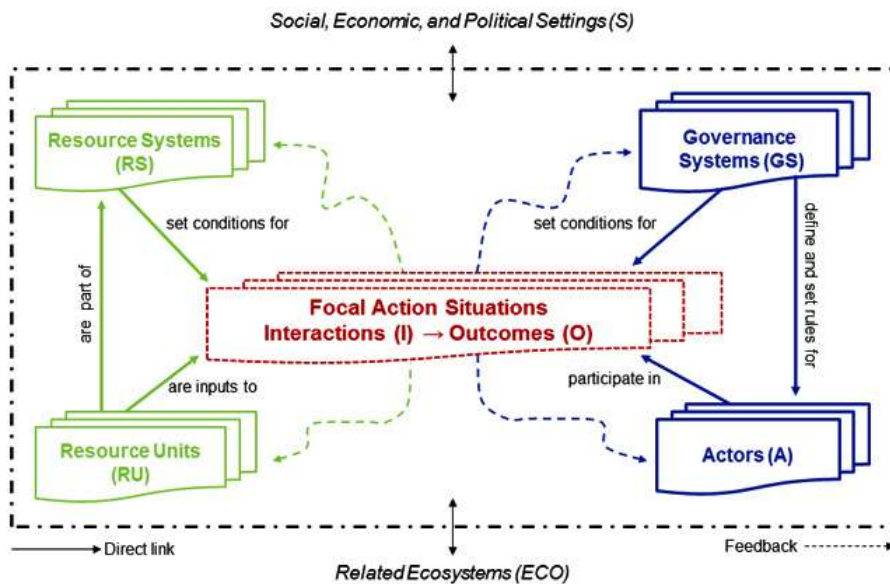 Social, Economic, and Political Settings (S)
Resource Systems
(RS)
Governance
Systems (GS)
set conditions for
set conditions for
are part of
define and set rules for
Focal Action Situations
Interactions (I) → Outcomes (O)
are inputs to
participate in
Resource Units
(RU)
Actors (A)
Direct link
Feedback
Related Ecosystems (ECO)